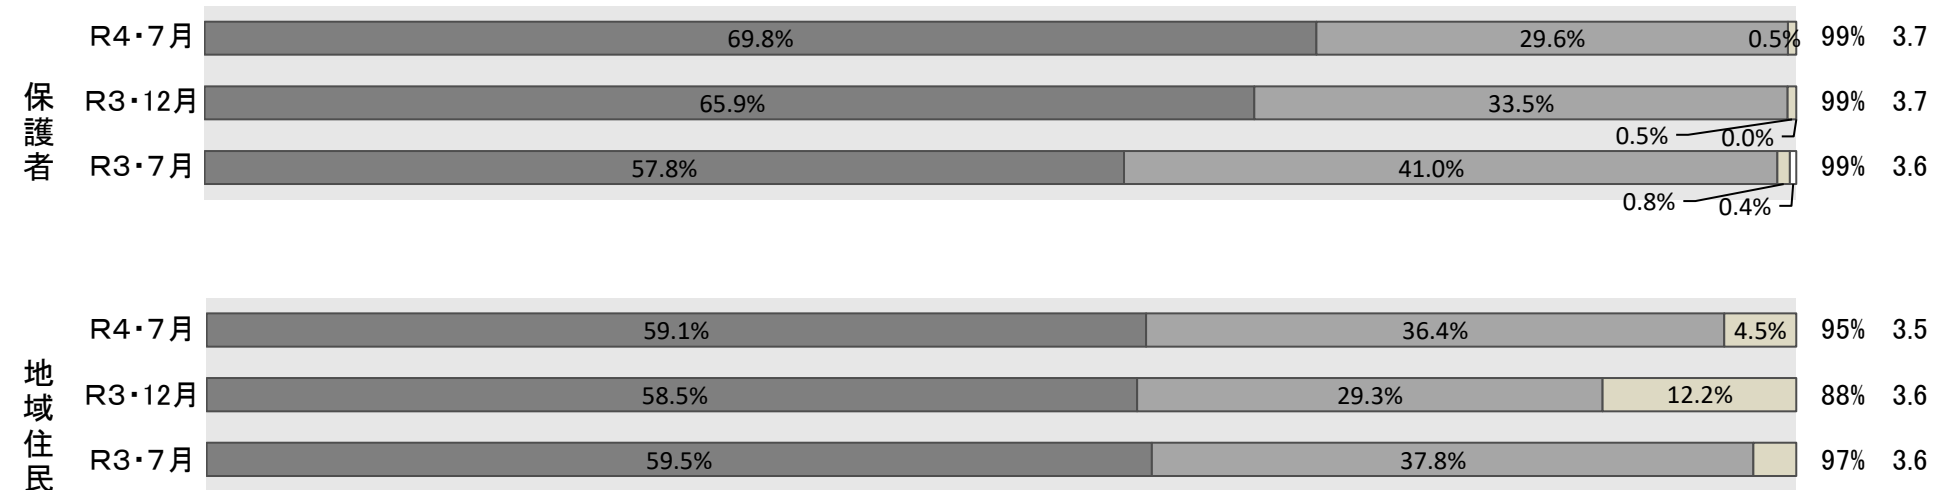 保護者
R4・7月 69.8% 29.6% 0.5% 99% 3.7
R3・12月 65.9% 33.5% 99% 3.7
0.5% 0.0%
R3・7月 57.8% 41.0% 99% 3.6
0.8% 0.4%
地域住民
R4・7月 59.1% 36.4% 4.5% 95% 3.5
R3・12月 58.5% 29.3% 12.2% 88% 3.6
R3・7月 59.5% 37.8% 97% 3.6